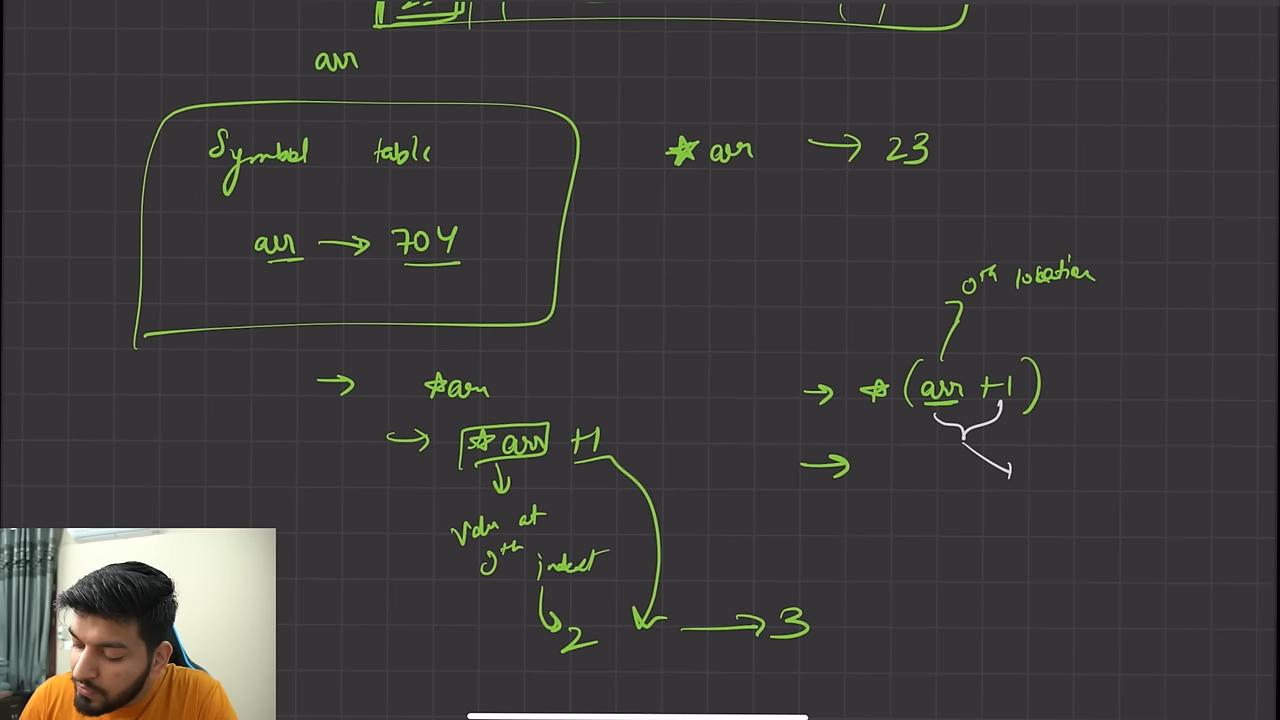 arr
Symbol table
arr → 704
* arr → 23
0th location
→ *arr
→ * (arr +1)
→ * arr +1
→
Value at
0th index
2 → 3